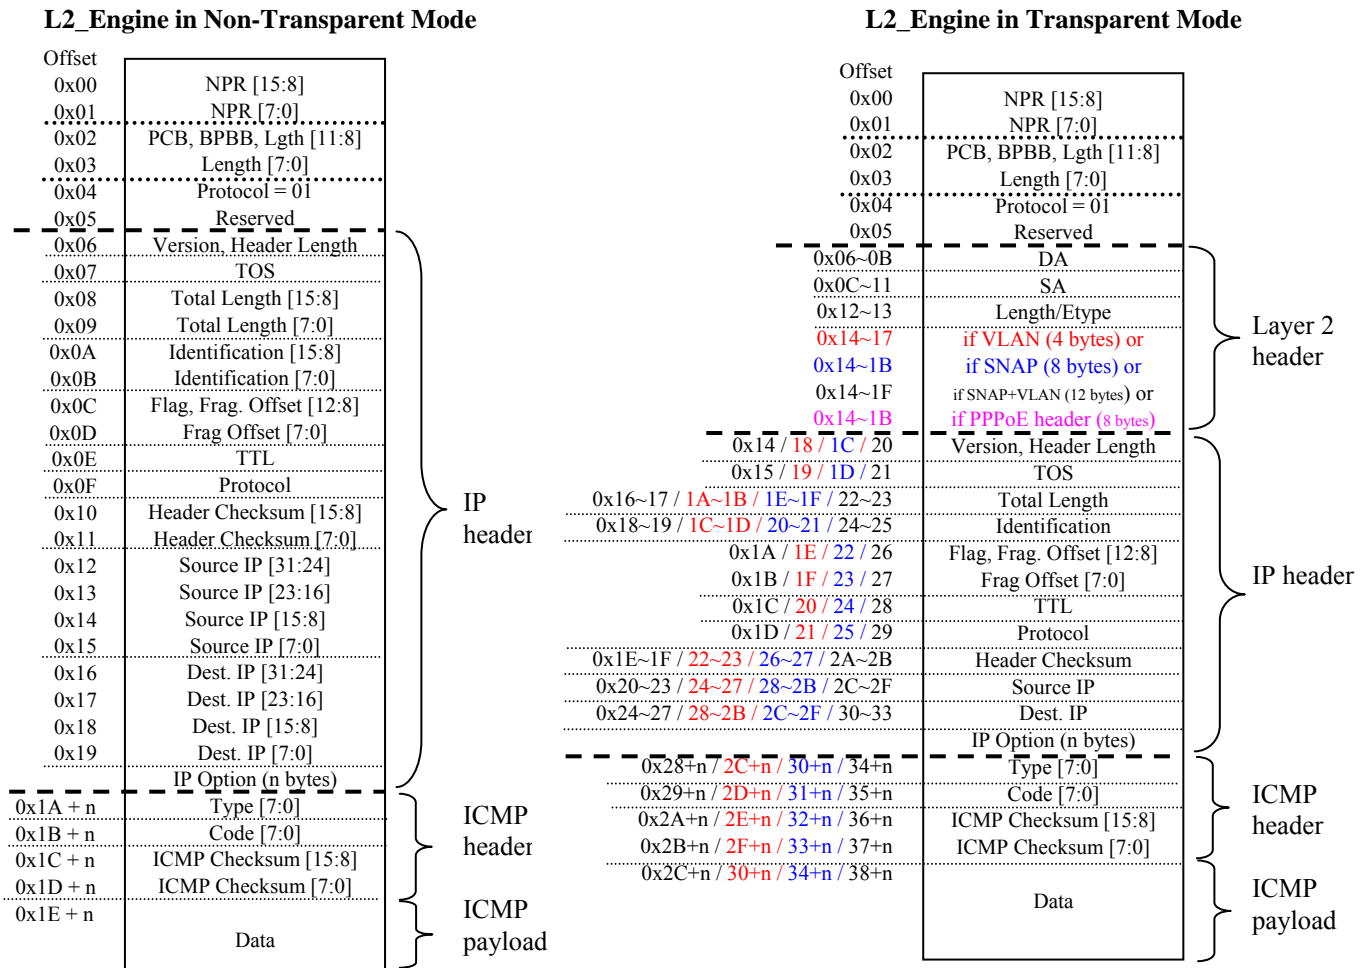 L2_Engine in Non-Transparent Mode
Offset
0x00 NPR [15:8]
0x01 NPR [7:0]
0x02 PCB, BPBB, Lgth [11:8]
0x03 Length [7:0]
0x04 Protocol = 01
0x05 Reserved
0x06 Version, Header Length
0x07 TOS
0x08 Total Length [15:8]
0x09 Total Length [7:0]
0x0A Identification [15:8]
0x0B Identification [7:0]
0x0C Flag, Frag. Offset [12:8]
0x0D Frag Offset [7:0]
0x0E TTL
0x0F Protocol
0x10 Header Checksum [15:8]
0x11 Header Checksum [7:0]
0x12 Source IP [31:24]
0x13 Source IP [23:16]
0x14 Source IP [15:8]
0x15 Source IP [7:0]
0x16 Dest. IP [31:24]
0x17 Dest. IP [23:16]
0x18 Dest. IP [15:8]
0x19 Dest. IP [7:0]
IP Option (n bytes)
0x1A + n Type [7:0]
0x1B + n Code [7:0]
0x1C + n ICMP Checksum [15:8]
0x1D + n ICMP Checksum [7:0]
0x1E + n
Data
IP
header
ICMP
header
ICMP
payload
L2_Engine in Transparent Mode
Offset
0x00 NPR [15:8]
0x01 NPR [7:0]
0x02 PCB, BPBB, Lgth [11:8]
0x03 Length [7:0]
0x04 Protocol = 01
0x05 Reserved
0x06~0B DA
0x0C~11 SA
0x12~13 Length/Etype
0x14~17 if VLAN (4 bytes) or
0x14~1B if SNAP (8 bytes) or
0x14~1F if SNAP+VLAN (12 bytes) or
0x14~1B if PPPoE header (8 bytes)
0x14 / 18 / 1C / 20 Version, Header Length
0x15 / 19 / 1D / 21 TOS
0x16~17 / 1A~1B / 1E~1F / 22~23 Total Length
0x18~19 / 1C~1D / 20~21 / 24~25 Identification
0x1A / 1E / 22 / 26 Flag, Frag. Offset [12:8]
0x1B / 1F / 23 / 27 Frag Offset [7:0]
0x1C / 20 / 24 / 28 TTL
0x1D / 21 / 25 / 29 Protocol
0x1E~1F / 22~23 / 26~27 / 2A~2B Header Checksum
0x20~23 / 24~27 / 28~2B / 2C~2F Source IP
0x24~27 / 28~2B / 2C~2F / 30~33 Dest. IP
IP Option (n bytes)
0x28+n / 2C+n / 30+n / 34+n Type [7:0]
0x29+n / 2D+n / 31+n / 35+n Code [7:0]
0x2A+n / 2E+n / 32+n / 36+n ICMP Checksum [15:8]
0x2B+n / 2F+n / 33+n / 37+n ICMP Checksum [7:0]
0x2C+n / 30+n / 34+n / 38+n
Data
Layer 2
header
IP header
ICMP
header
ICMP
payload